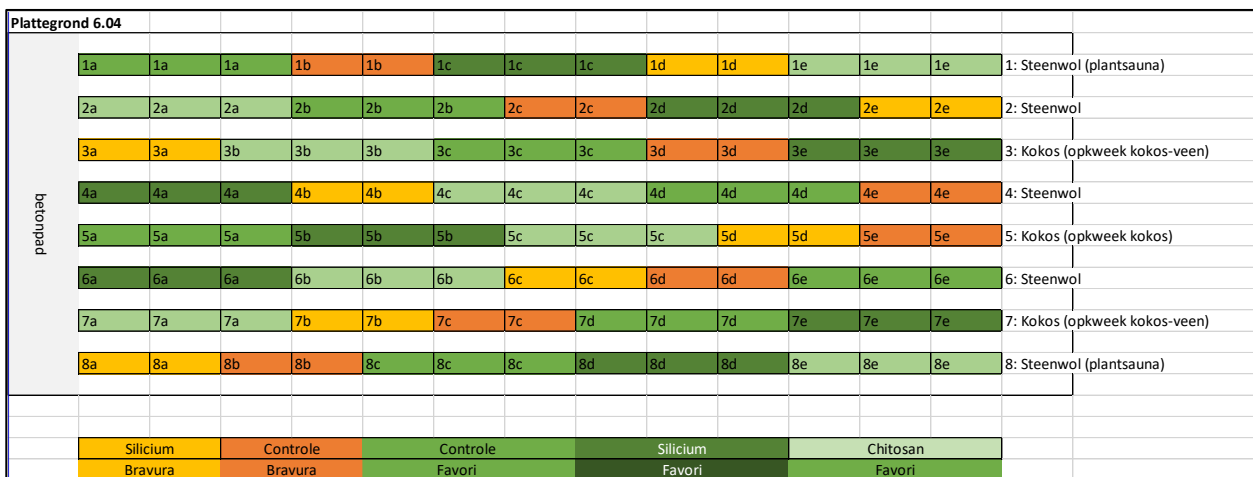 Plattegrond 6.04
betonpad
1a 1a 1a 1b 1b 1c 1c 1c 1d 1d 1e 1e 1e 1: Steenwol (plantsauna)
2a 2a 2a 2b 2b 2b 2c 2c 2d 2d 2d 2e 2e 2: Steenwol
3a 3a 3b 3b 3b 3c 3c 3c 3d 3d 3e 3e 3e 3: Kokos (opkweek kokos-veen)
4a 4a 4a 4b 4b 4c 4c 4c 4d 4d 4d 4e 4e 4: Steenwol
5a 5a 5a 5b 5b 5b 5c 5c 5c 5d 5d 5e 5e 5: Kokos (opkweek kokos)
6a 6a 6a 6b 6b 6b 6c 6c 6d 6d 6e 6e 6e 6: Steenwol
7a 7a 7a 7b 7b 7c 7c 7d 7d 7d 7e 7e 7e 7: Kokos (opkweek kokos-veen)
8a 8a 8b 8b 8c 8c 8c 8d 8d 8d 8e 8e 8e 8: Steenwol (plantsauna)
Silicium Controle Controle Silicium Chitosan
Bravura Bravura Favori Favori Favori